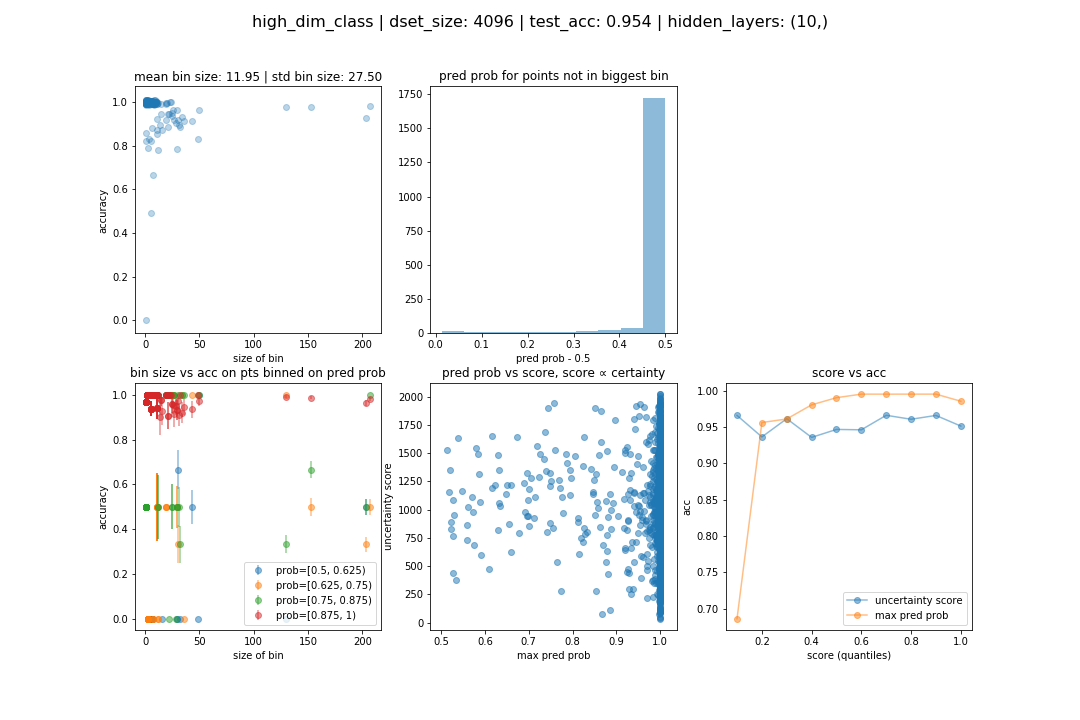 high_dim_class | dset_size: 4096 | test_acc: 0.954 | hidden_layers: (10,)
mean bin size: 11.95 | std bin size: 27.50
1.0
0.8
0.6
0.4
0.2
0.0
accuracy
0 50 100 150 200
size of bin
pred prob for points not in biggest bin
1750
1500
1250
1000
750
500
250
0
0.0 0.1 0.2 0.3 0.4 0.5
pred prob - 0.5
bin size vs acc on pts binned on pred prob
1.0
0.8
0.6
0.4
0.2
0.0
accuracy
prob=[0.5, 0.625)
prob=[0.625, 0.75)
prob=[0.75, 0.875)
prob=[0.875, 1)
0 50 100 150 200
size of bin
pred prob vs score, score ∝ certainty
2000
1750
1500
1250
1000
750
500
250
0
uncertainty score
0.5 0.6 0.7 0.8 0.9 1.0
max pred prob
score vs acc
1.00
0.95
0.90
0.85
0.80
0.75
0.70
acc
uncertainty score
max pred prob
0.2 0.4 0.6 0.8 1.0
score (quantiles)